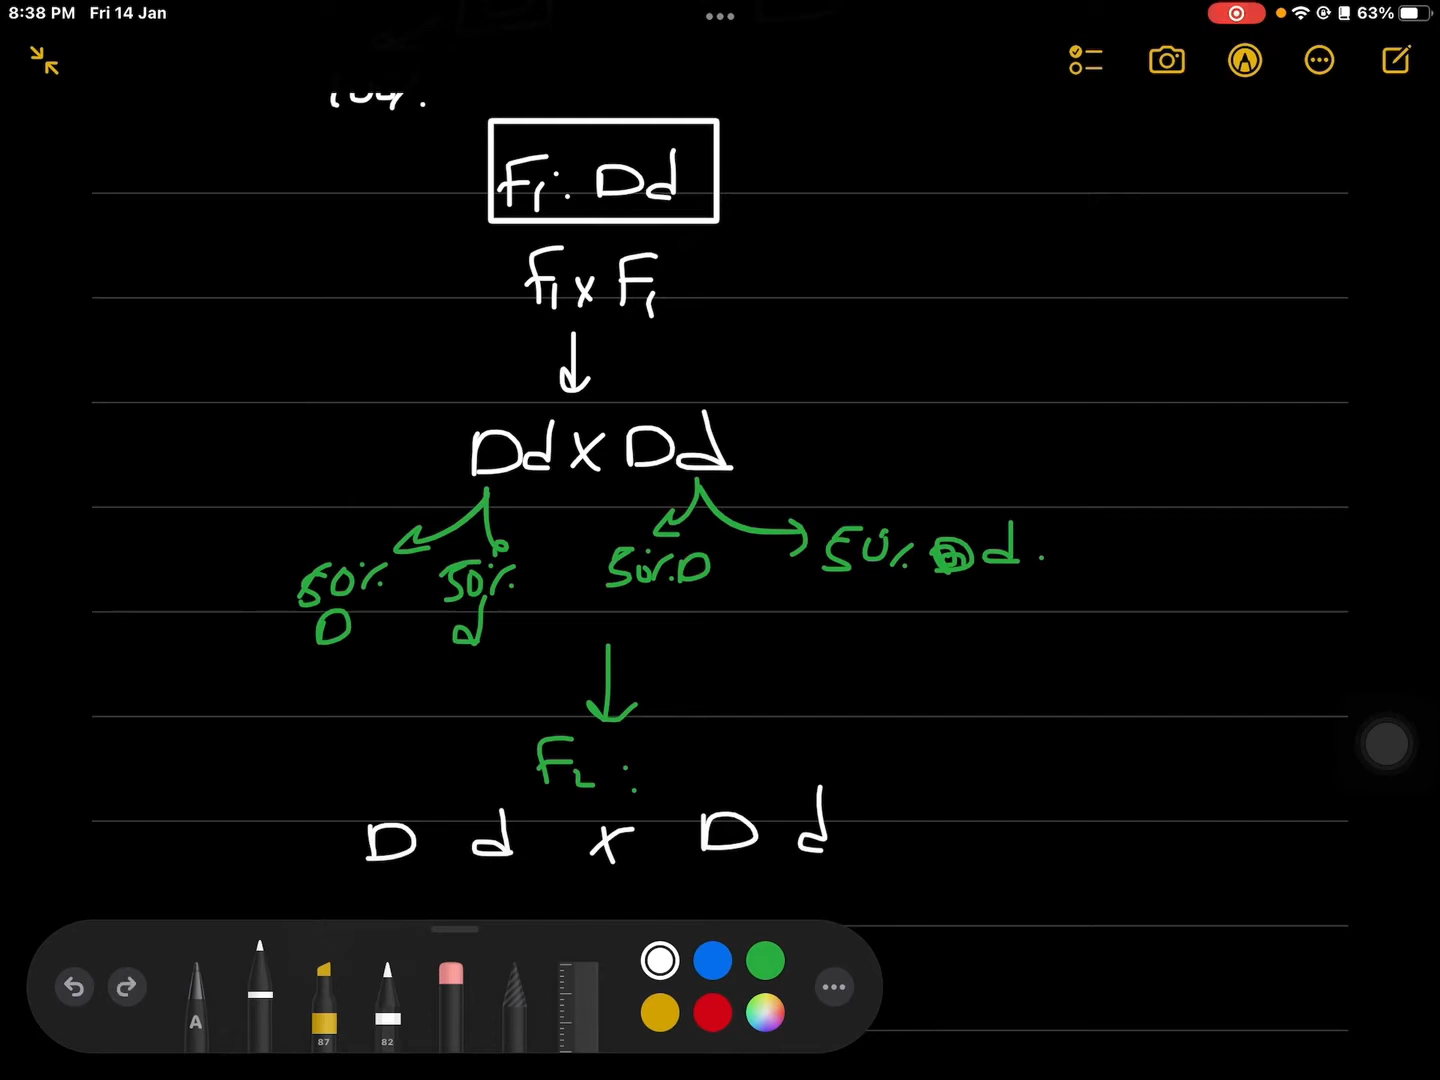 8:38 PM Fri 14 Jan
63%
F1: Dd
F1 x F1
Dd x Dd
50% 50% 50% D 50% d.
D d
F2 :
D d x D d
A
87 82